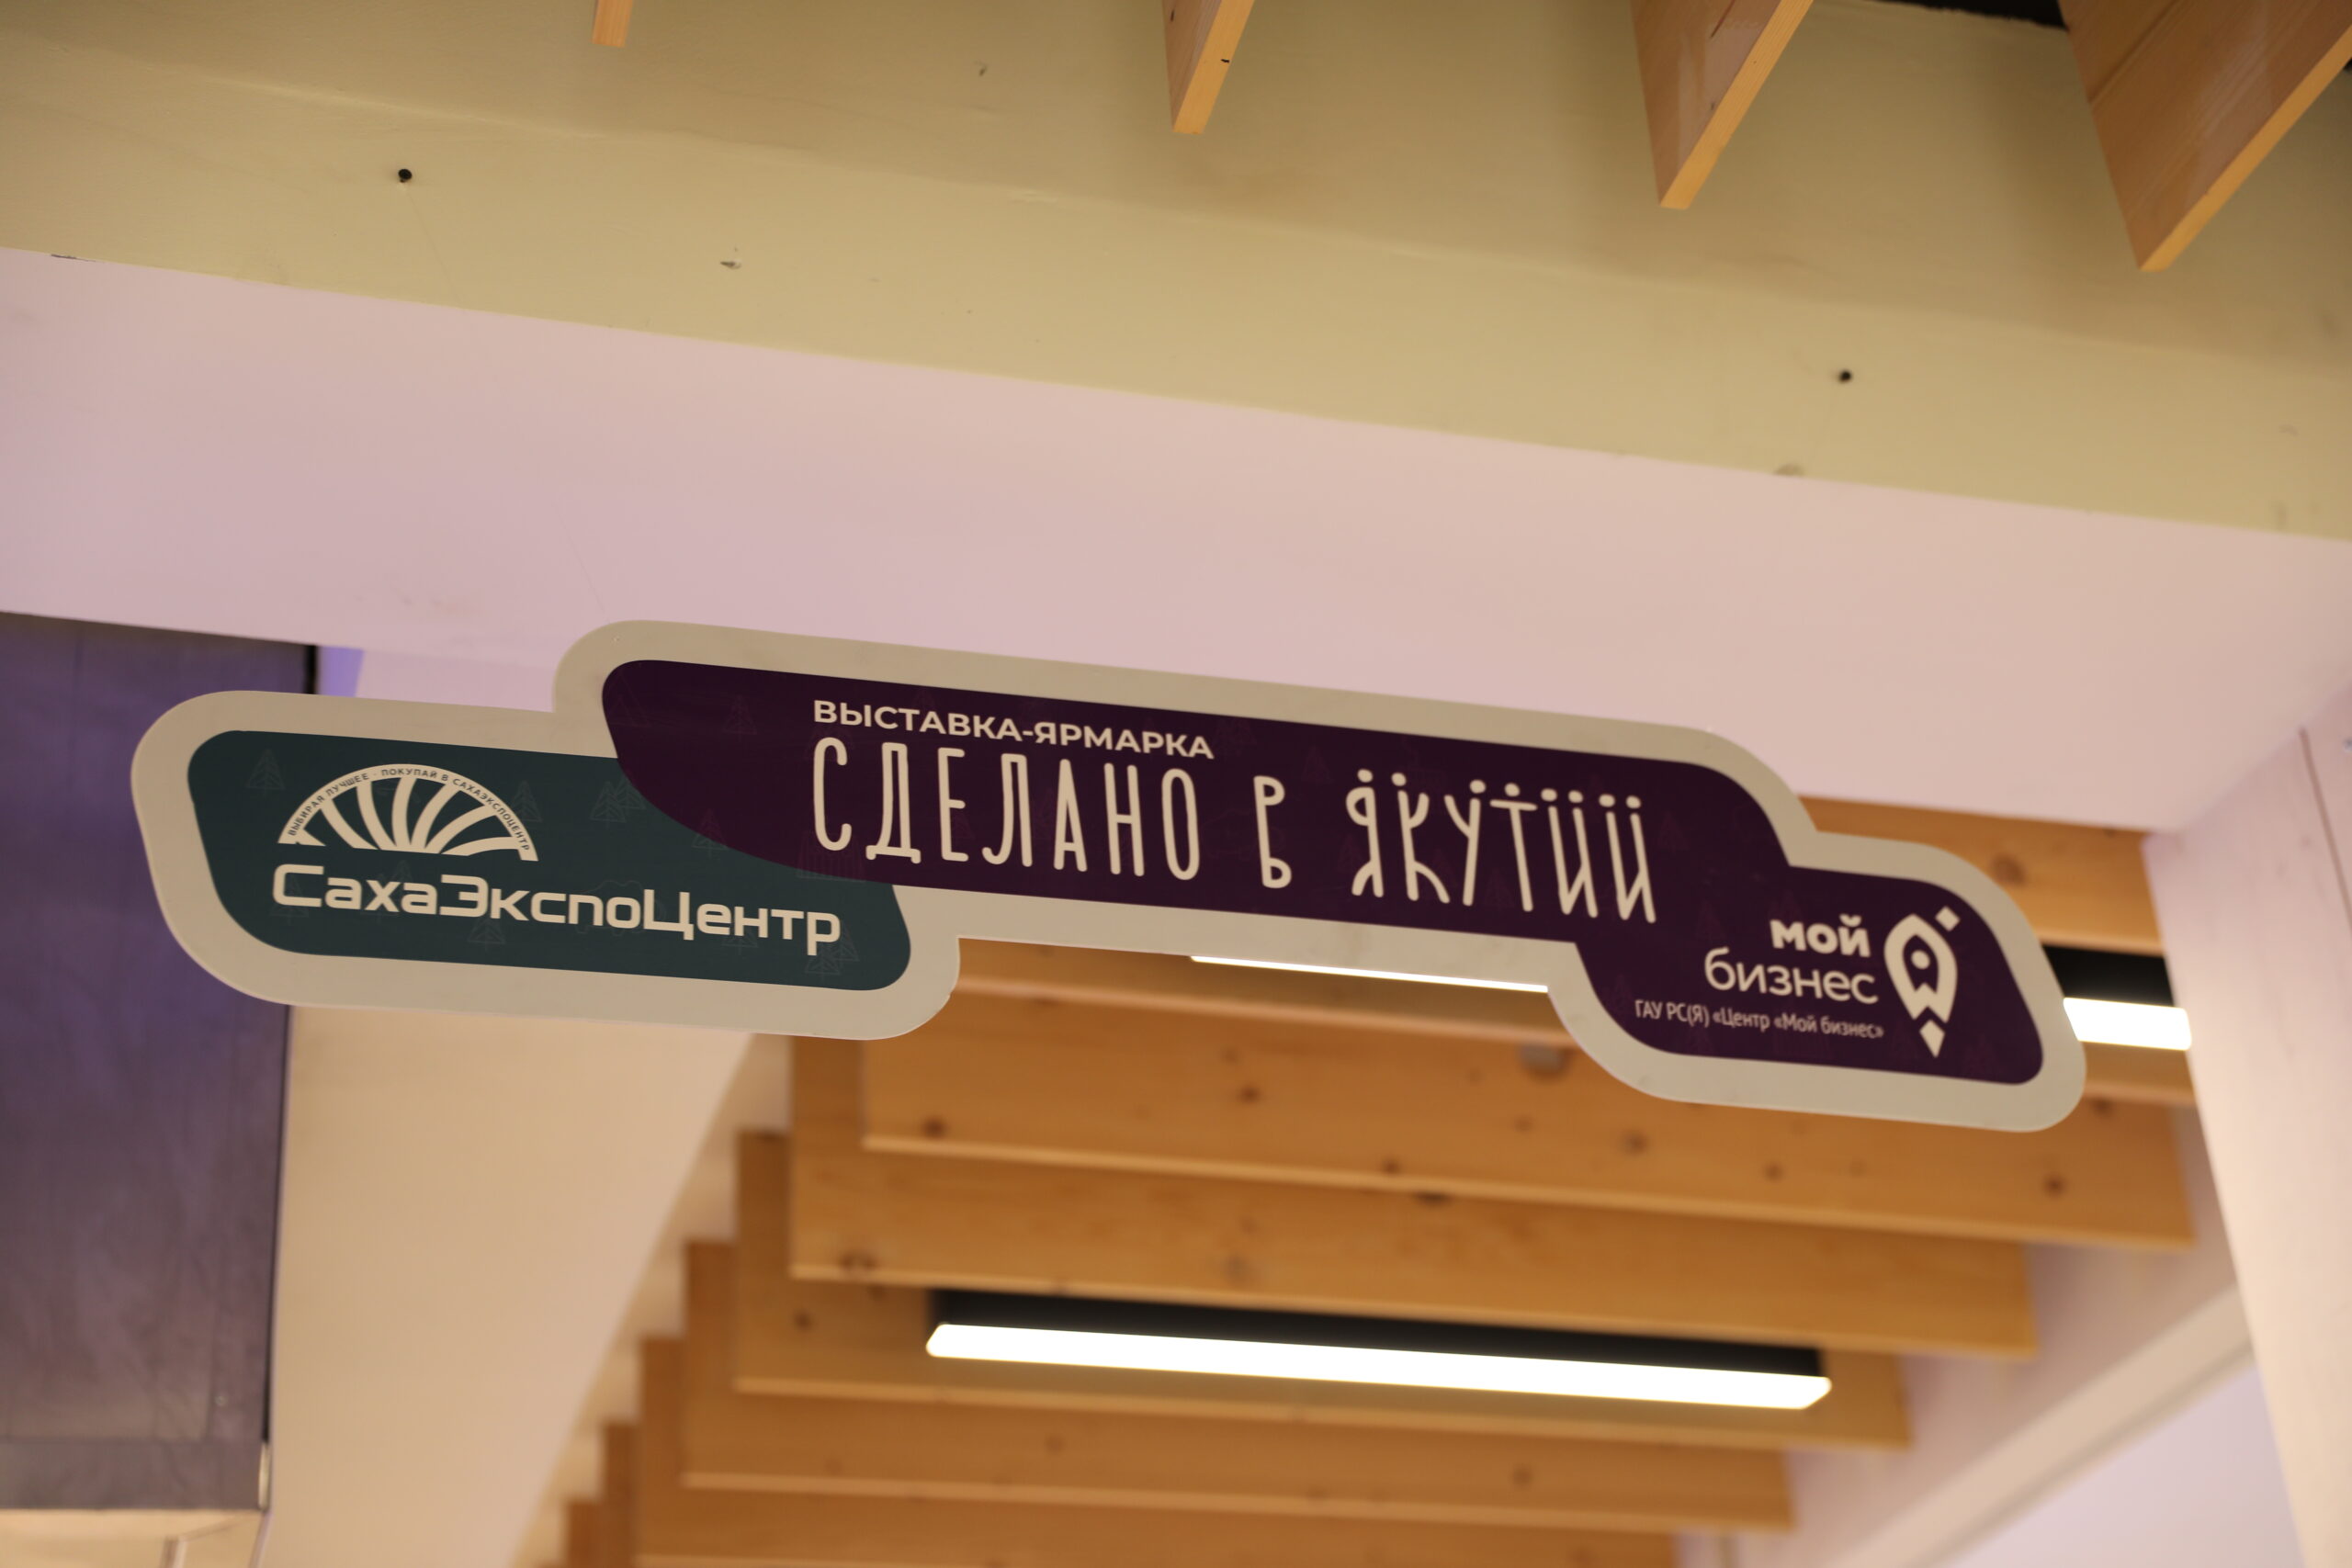 ВЫБИРАЯ ЛУЧШЕЕ - ПОКУПАЙ В САХАЭКСПОЦЕНТР
СахаЭкспоЦентр
ВЫСТАВКА-ЯРМАРКА
СДЕЛАНО В ЯКУТИИ
мой
бизнес
ГАУ РС(Я) «Центр «Мой бизнес»